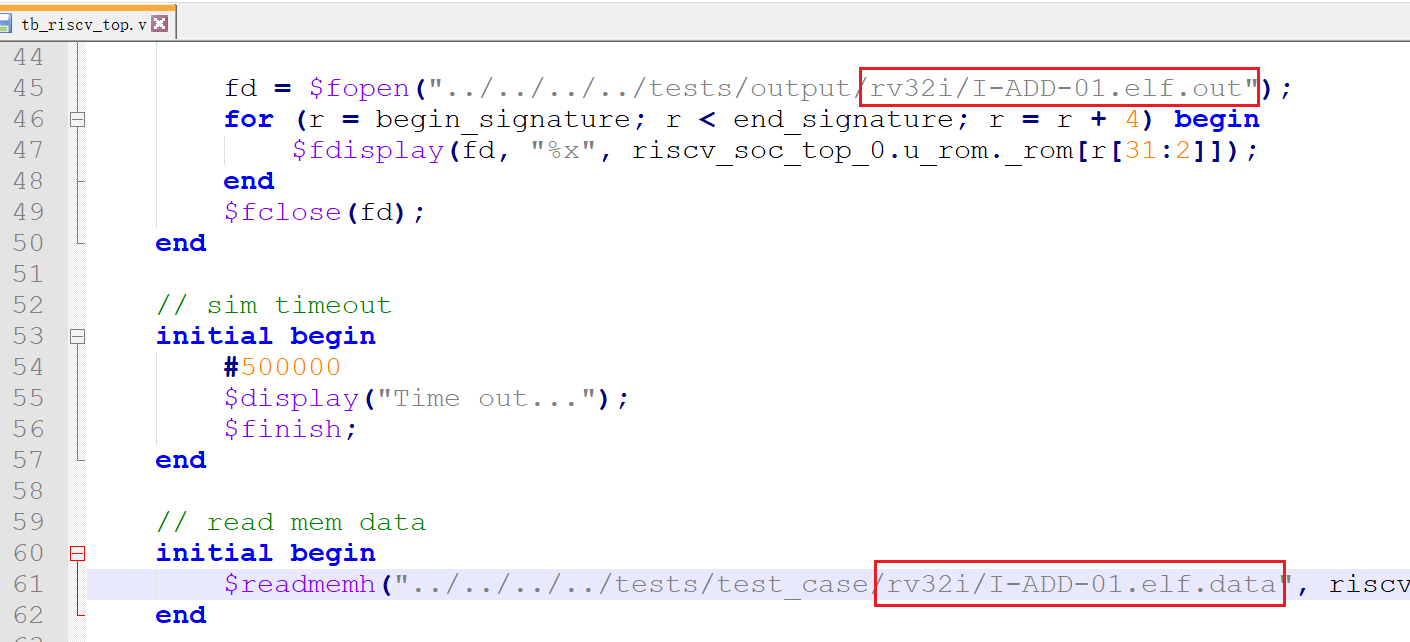 tb_riscv_top.v
44
45 fd = $fopen("../../../../tests/output/rv32i/I-ADD-01.elf.out");
46 for (r = begin_signature; r < end_signature; r = r + 4) begin
47 $fdisplay(fd, "%x", riscv_soc_top_0.u_rom._rom[r[31:2]]);
48 end
49 $fclose(fd);
50 end
51
52 // sim timeout
53 initial begin
54 #500000
55 $display("Time out...");
56 $finish;
57 end
58
59 // read mem data
60 initial begin
61 $readmemh("../../../../tests/test_case/rv32i/I-ADD-01.elf.data", riscv
62 end